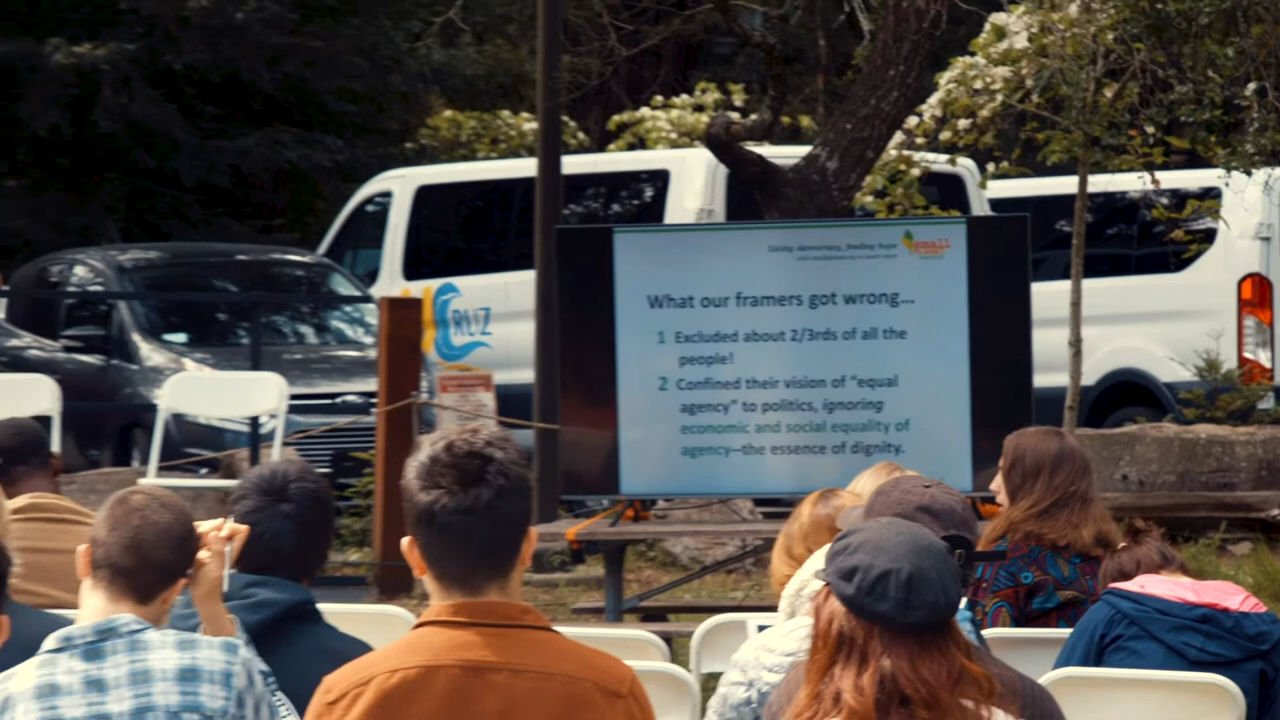 Living democracy, feeding hope
What our framers got wrong...
1 Excluded about 2/3rds of all the
people!
2 Confined their vision of "equal
agency" to politics, ignoring
economic and social equality of
agency—the essence of dignity.
RUZ